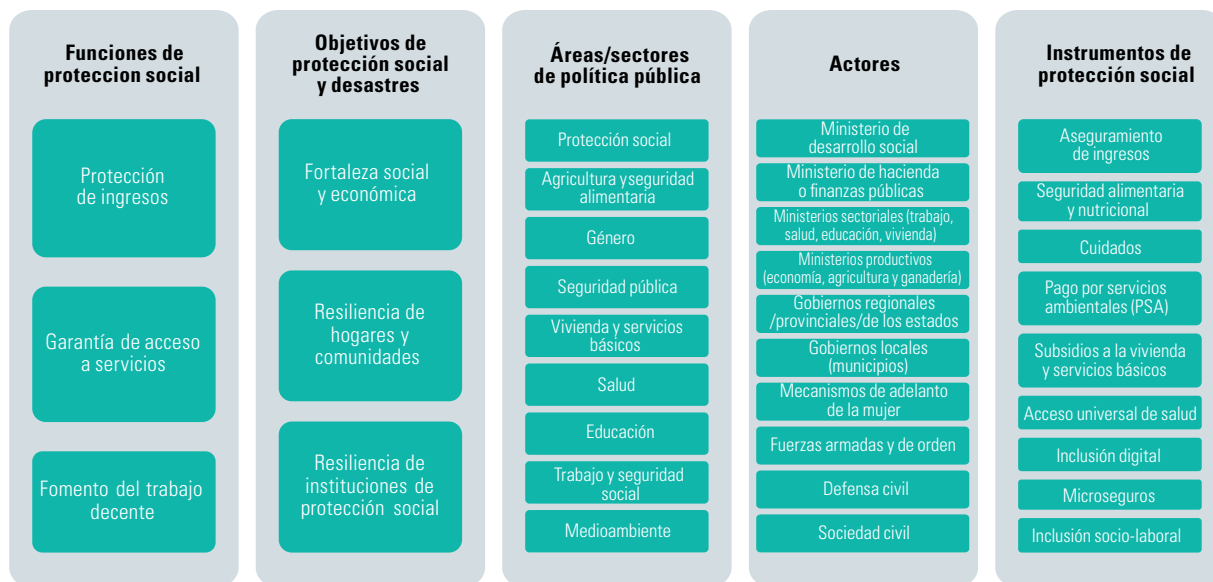 Funciones de
proteccion social
Protección
de ingresos
Garantía de acceso
a servicios
Fomento del trabajo
decente
Objetivos de
protección social
y desastres
Fortaleza social
y económica
Resiliencia de
hogares y
comunidades
Resiliencia de
instituciones de
protección social
Áreas/sectores
de política pública
Protección social
Agricultura yseguridad
alimentaria
Género
Seguridad pública
Vivienda y servicios
básicos
Salud
Educación
Trabajo y seguridad
social
Medioambiente
Actores
Ministerio de
desarrollo social
Ministerio de hacienda
o finanzas públicas
Ministerios sectoriales (trabajo,
salud, educación, vivienda)
Ministerios productivos
(economía, agricultura y ganadería)
Gobiernos regionales
/provinciales/de los estados
Gobiernos locales
(municipios)
Mecanismos de adelanto
de la mujer
Fuerzas armadas y de orden
Defensa civil
Sociedad civil
Instrumentos de
protección social
Aseguramiento
de ingresos
Seguridad alimentaria
y nutricional
Cuidados
Pago por servicios
ambientales (PSA)
Subsidios a la vivienda
y servicios básicos
Acceso universal de salud
Inclusión digital
Microseguros
Inclusión socio-laboral